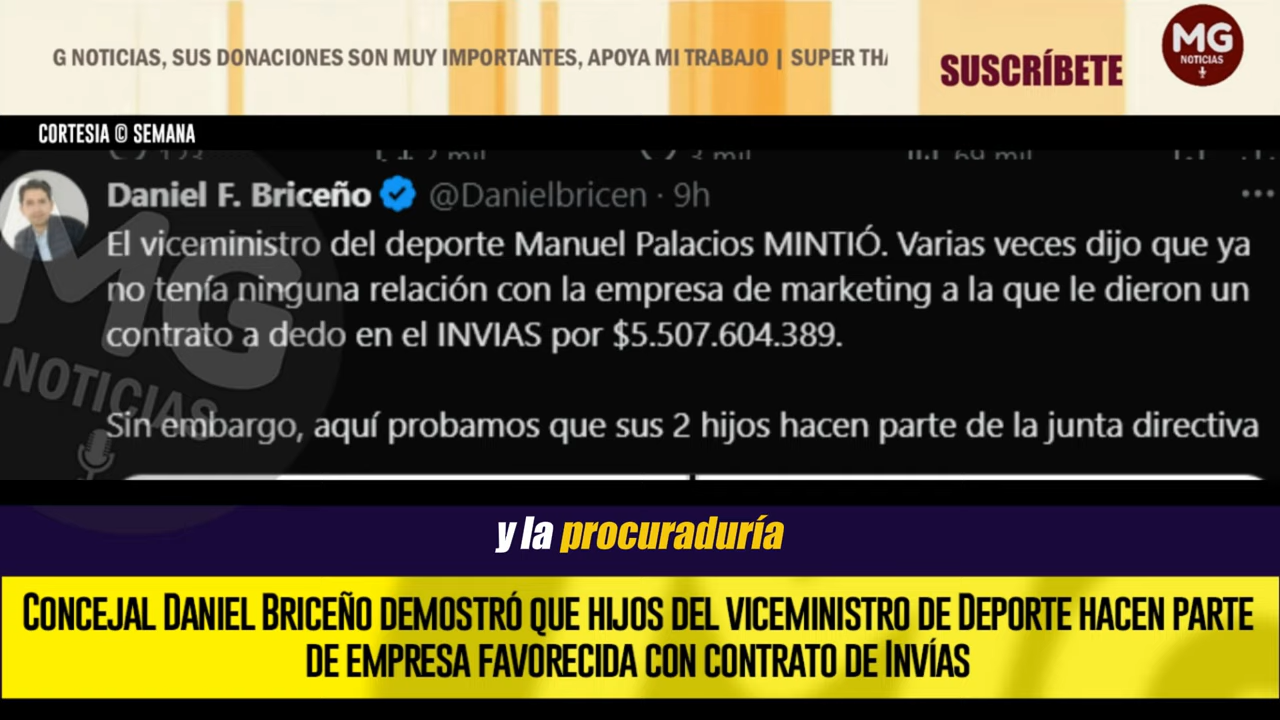 G NOTICIAS, SUS DONACIONES SON MUY IMPORTANTES, APOYA MI TRABAJO | SUPER THA
SUSCRÍBETE
MG
NOTICIAS
CORTESIA © SEMANA
Daniel F. Briceño @Danielbricen · 9h
El viceministro del deporte Manuel Palacios MINTIÓ. Varias veces dijo que ya
no tenía ninguna relación con la empresa de marketing a la que le dieron un
contrato a dedo en el INVIAS por $5.507.604.389.
Sin embargo, aquí probamos que sus 2 hijos hacen parte de la junta directiva
MG
NOTICIAS
y la procuraduría
CONCEJAL DANIEL BRICEÑO DEMOSTRÓ QUE HIJOS DEL VICEMINISTRO DE DEPORTE HACEN PARTE
DE EMPRESA FAVORECIDA CON CONTRATO DE INVÍAS